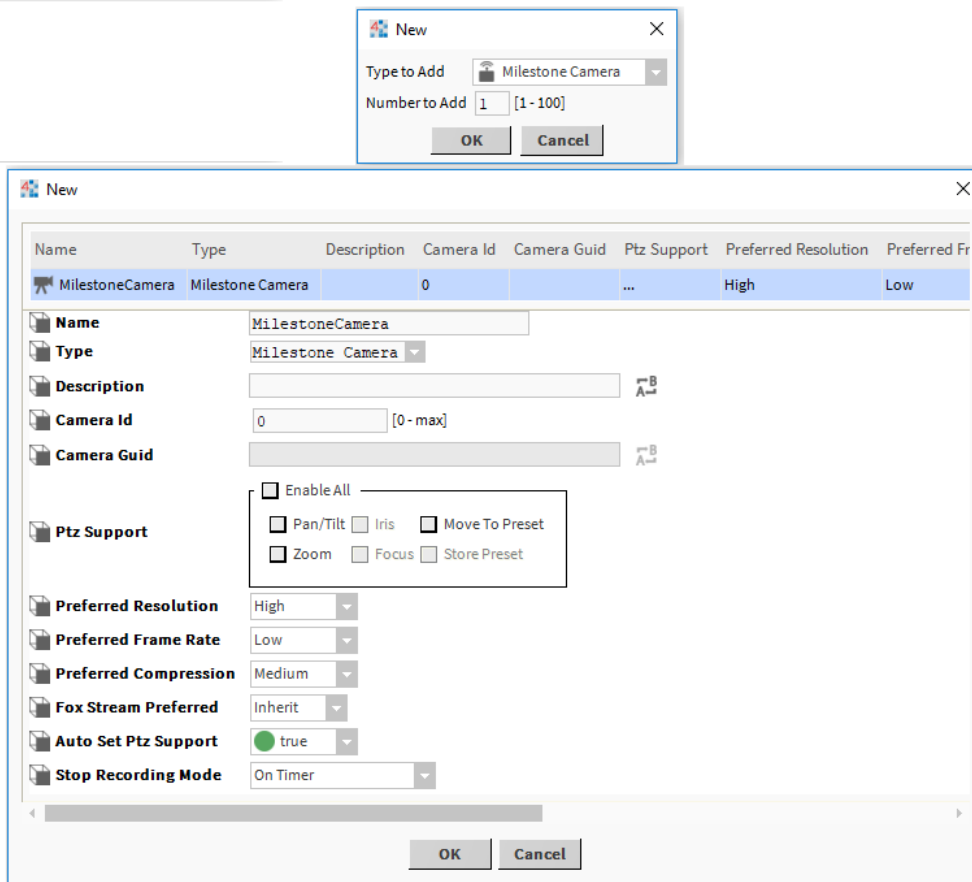 New
Type to Add Milestone Camera
Number to Add 1 [1 - 100]
OK Cancel
New
Name Type Description Camera Id Camera Guid Ptz Support Preferred Resolution Preferred Fr
MilestoneCamera Milestone Camera 0 ... High Low
Name MilestoneCamera
Type Milestone Camera
Description
Camera Id 0 [0 - max]
Camera Guid
Enable All
Ptz Support
Pan/Tilt Iris Move To Preset
Zoom Focus Store Preset
Preferred Resolution High
Preferred Frame Rate Low
Preferred Compression Medium
Fox Stream Preferred Inherit
Auto Set Ptz Support true
Stop Recording Mode On Timer
OK Cancel